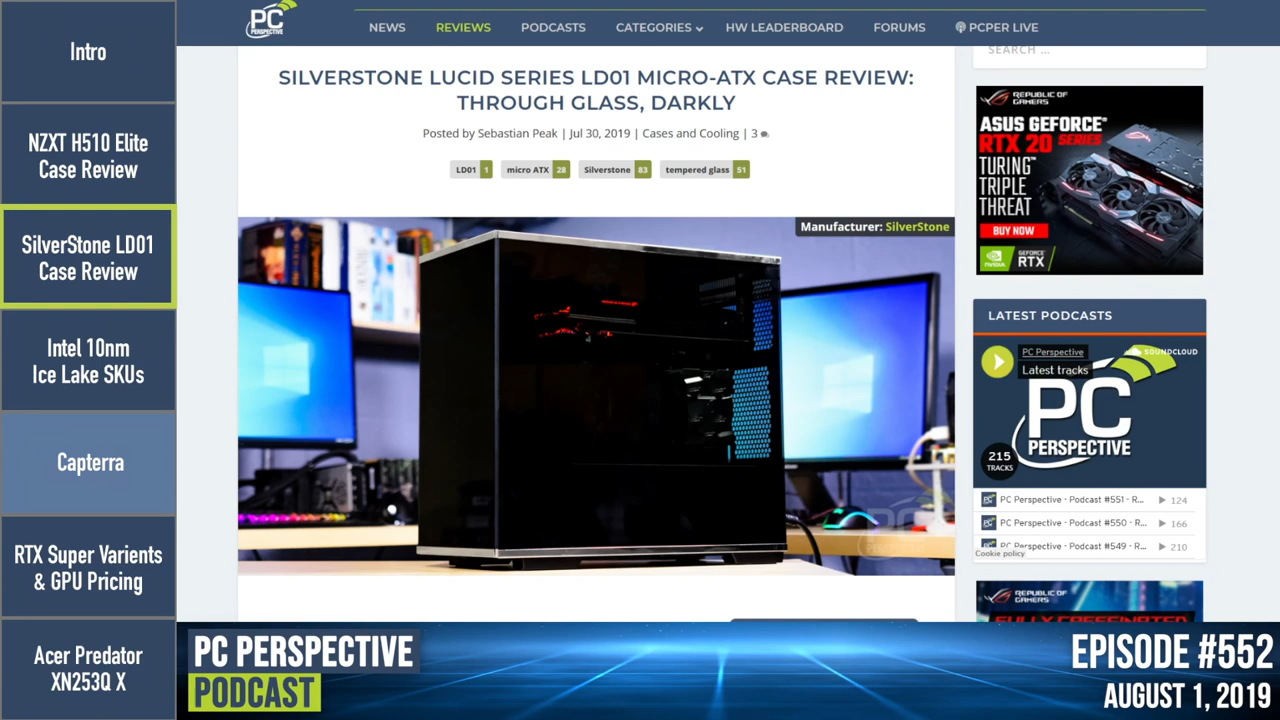 Intro
NZXT H510 Elite
Case Review
SilverStone LD01
Case Review
Intel 10nm
Ice Lake SKUs
Capterra
RTX Super Varients
& GPU Pricing
Acer Predator
XN253Q X
PC
PERSPECTIVE
NEWS
REVIEWS
PODCASTS
CATEGORIES
HW LEADERBOARD
FORUMS
PCPER LIVE
SEARCH ...
SILVERSTONE LUCID SERIES LD01 MICRO-ATX CASE REVIEW:
THROUGH GLASS, DARKLY
Posted by Sebastian Peak | Jul 30, 2019 | Cases and Cooling | 3
LD01 1
micro ATX 28
Silverstone 83
tempered glass 51
Manufacturer: SilverStone
REPUBLIC OF
GAMERS
ASUS GEFORCE®
RTX 20 SERIES
TURING™
TRIPLE
THREAT
BUY NOW
NVIDIA
GEFORCE
RTX
LATEST PODCASTS
PC Perspective
Latest tracks
SOUNDCLOUD
PC
PERSPECTIVE
215
TRACKS
PC Perspective - Podcast #551 - R... 124
PC Perspective - Podcast #550 - R... 166
PC Perspective - Podcast #549 - R... 210
Cookie policy
REPUBLIC OF
GAMERS
PC PERSPECTIVE
PODCAST
EPISODE #552
AUGUST 1, 2019